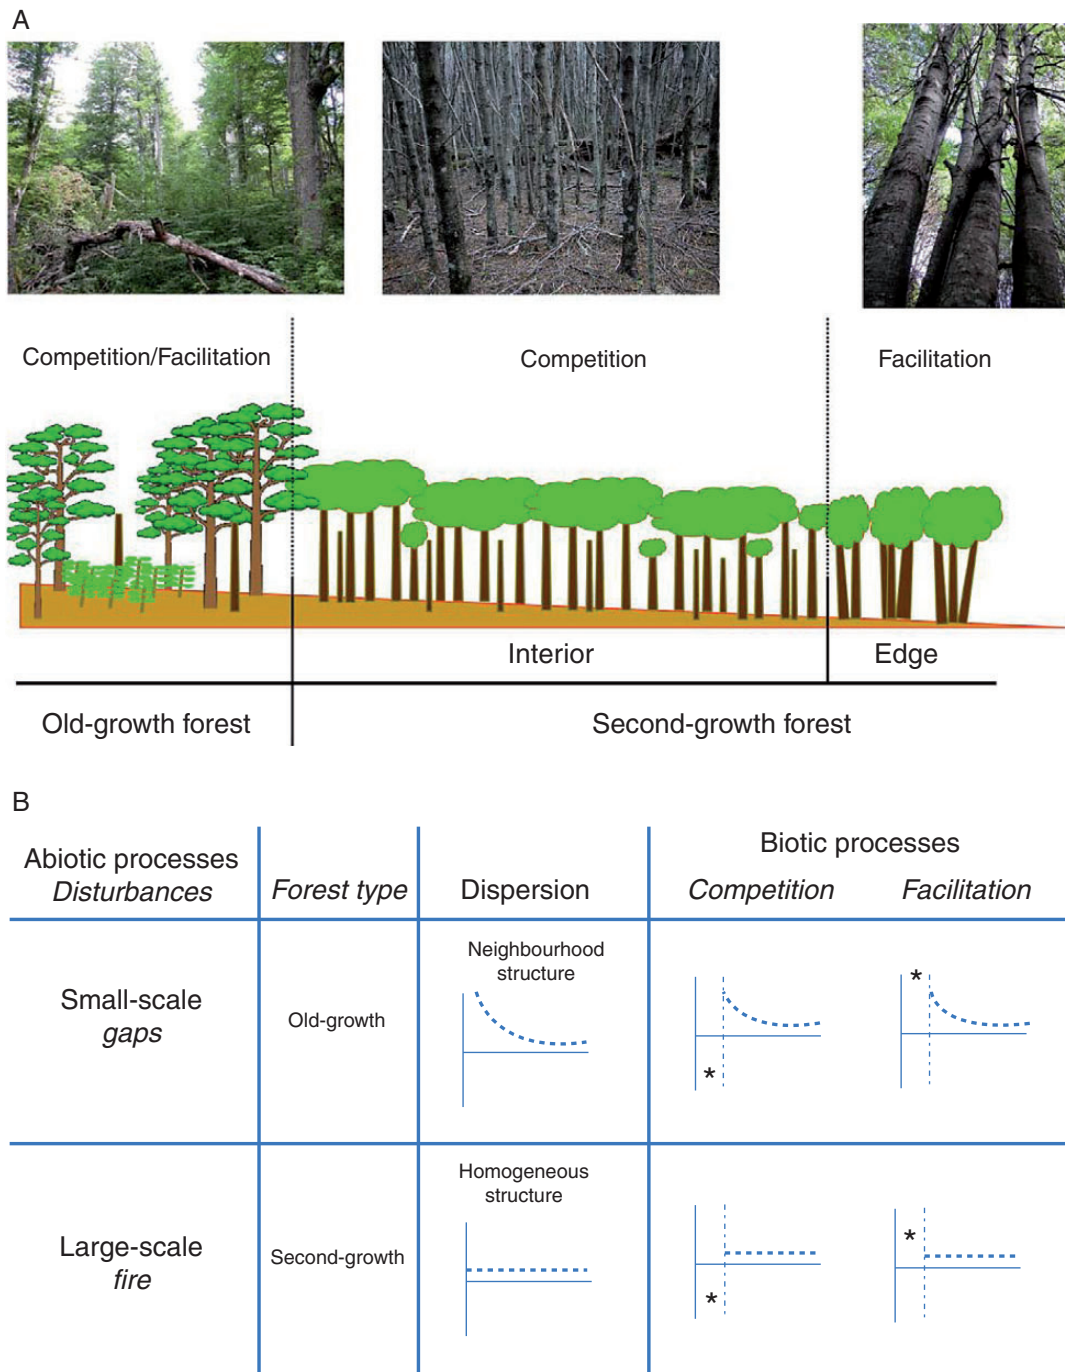 A
Competition/Facilitation
Competition
Facilitation
Interior
Edge
Old-growth forest
Second-growth forest
B
Abiotic processes
Disturbances
Forest type
Dispersion
Biotic processes
Competition
Facilitation
Small-scale
gaps
Old-growth
Neighbourhood
structure
*
*
Large-scale
fire
Second-growth
Homogeneous
structure
*
*